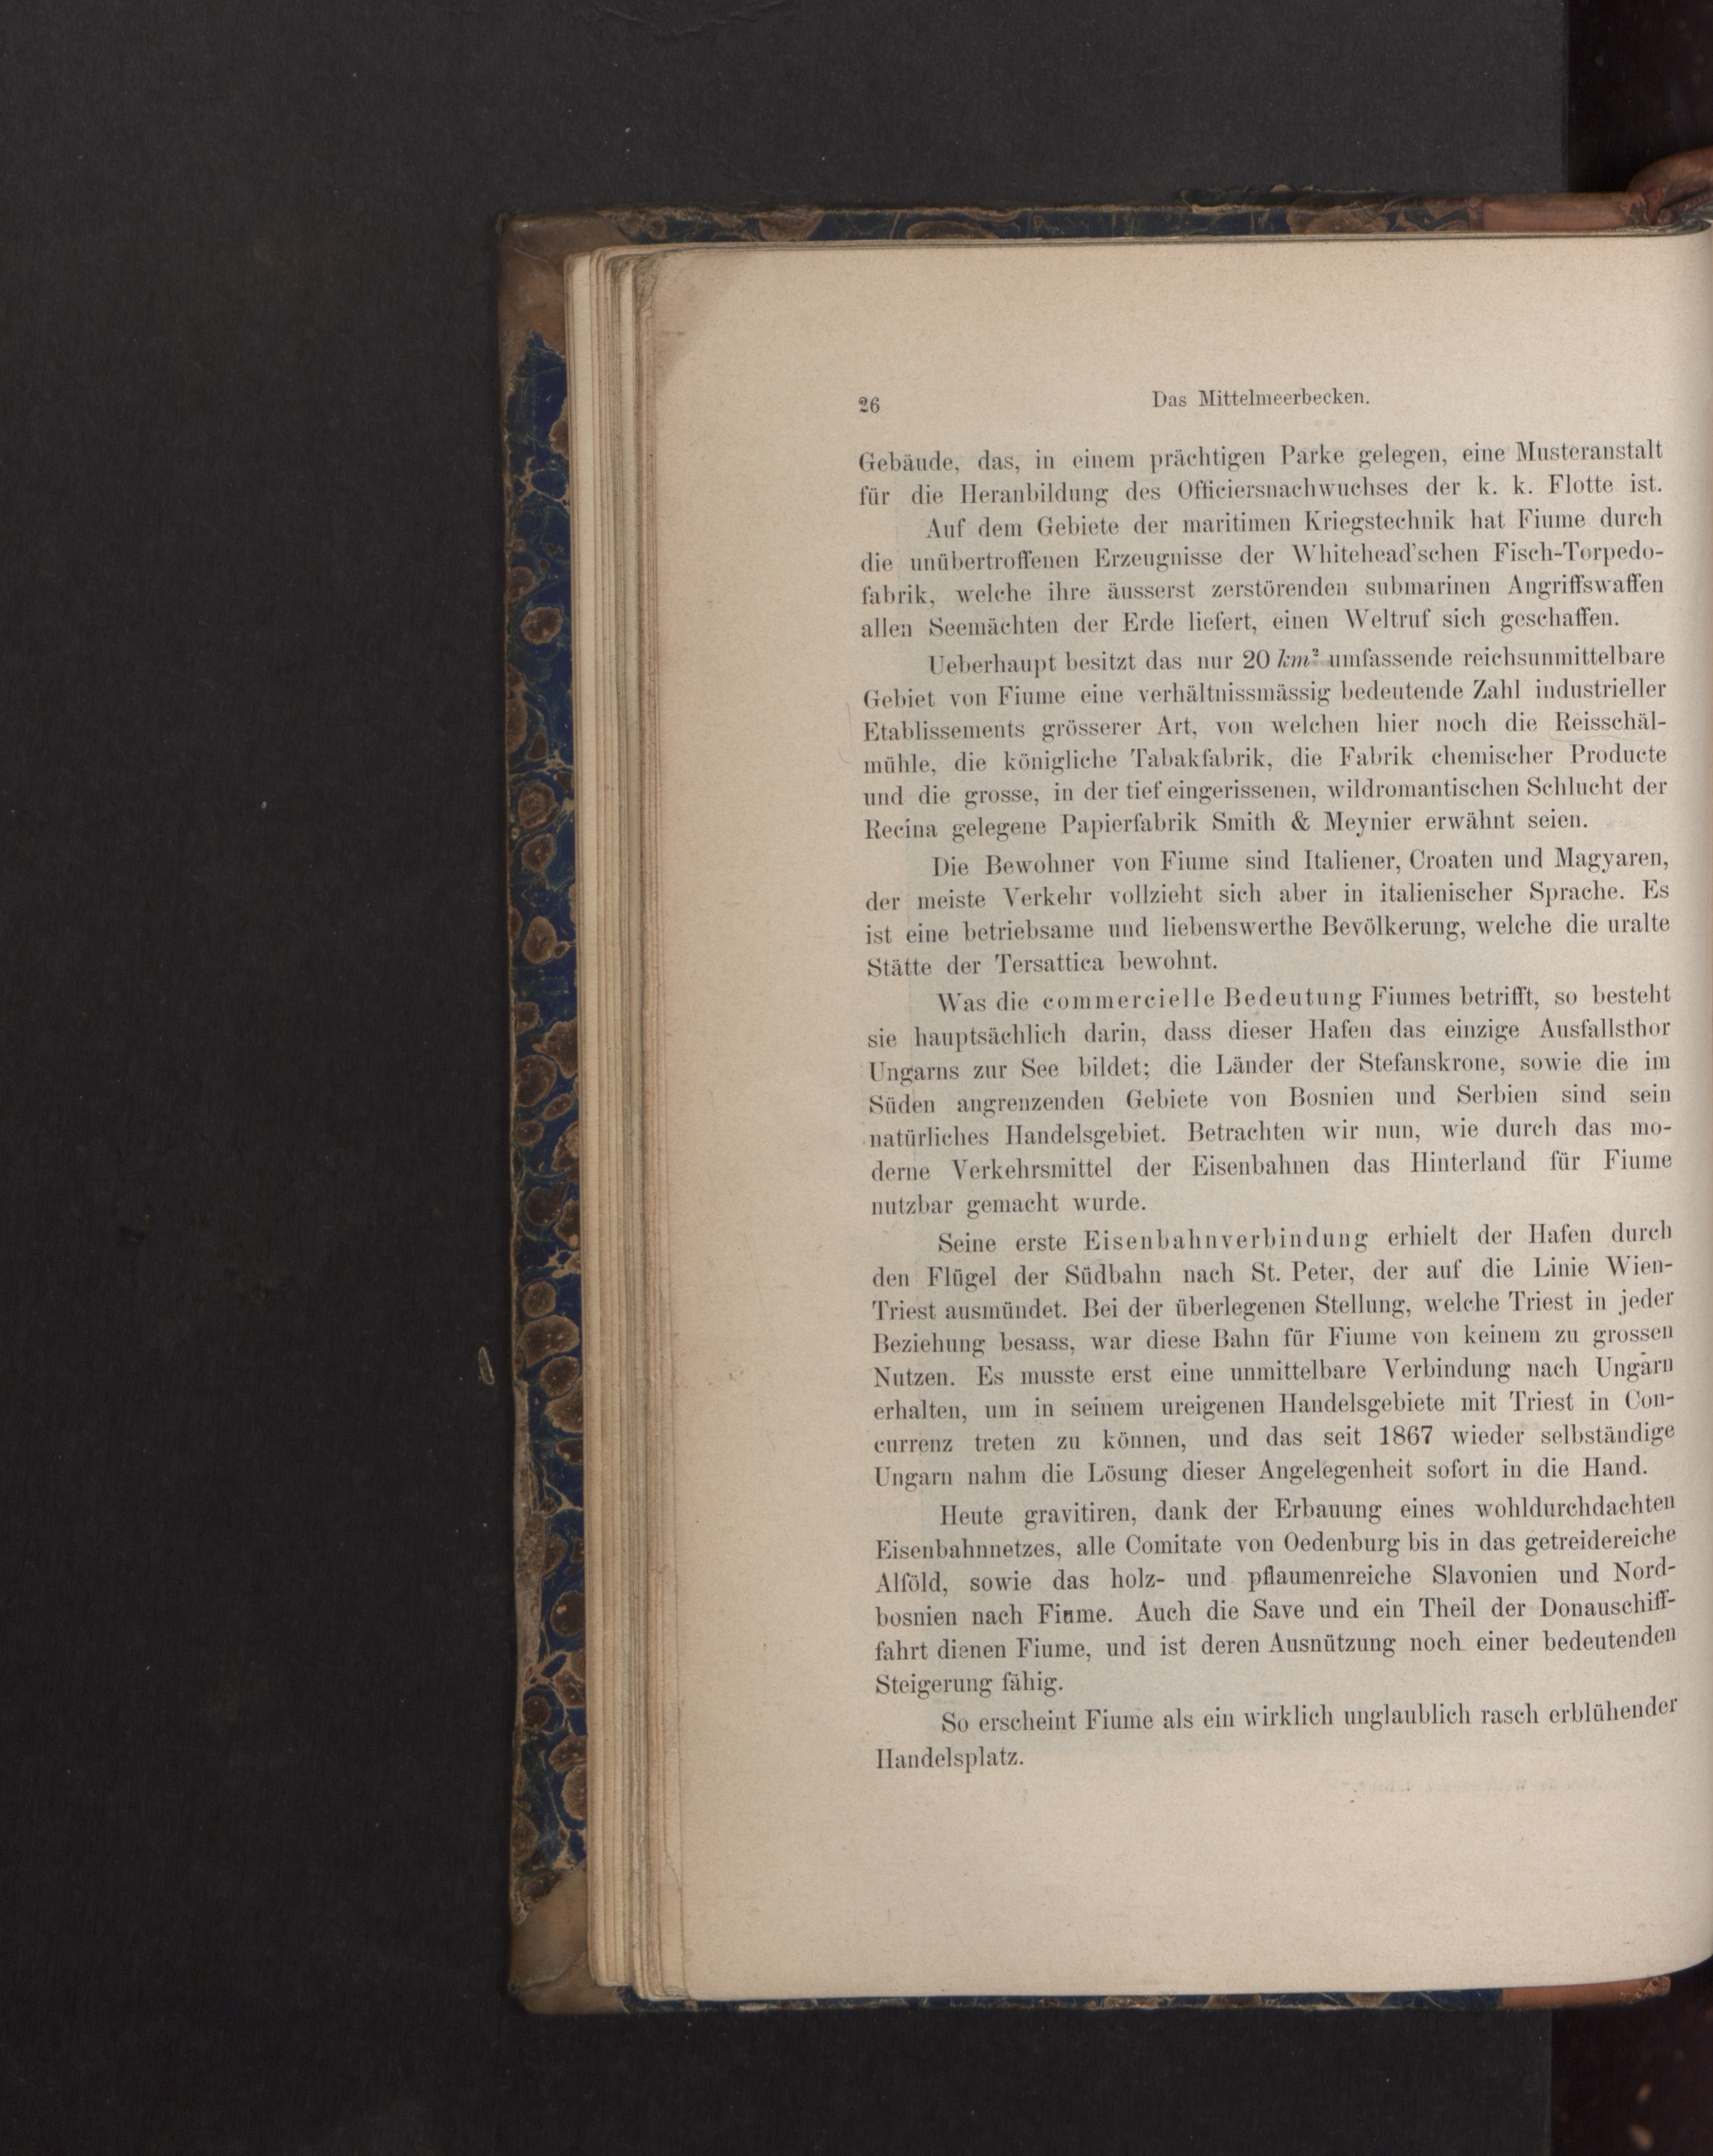 26
Das Mittelmeerbecken.
Gebäude, das, in einem prächtigen Parke gelegen, eine Musteranstalt
für die Heranbildung des Officiersnachwuchses der k. k. Flotte ist.
Auf dem Gebiete der maritimen Kriegstechnik hat Fiume durch
die unübertroffenen Erzeugnisse der Whitehead'schen Fisch-Torpedo-
fabrik, welche ihre äusserst zerstörenden submarinen Angriffswaffen
allen Seemächten der Erde liefert, einen Weltruf sich geschaffen.
Ueberhaupt besitzt das nur 20 km² umfassende reichsunmittelbare
Gebiet von Fiume eine verhältnissmässig bedeutende Zahl industrieller
Etablissements grösserer Art, von welchen hier noch die Reisschäl-
mühle, die königliche Tabakfabrik, die Fabrik chemischer Producte
und die grosse, in der tief eingerissenen, wildromantischen Schlucht der
Recina gelegene Papierfabrik Smith & Meynier erwähnt seien.
Die Bewohner von Fiume sind Italiener, Croaten und Magyaren,
der meiste Verkehr vollzieht sich aber in italienischer Sprache. Es
ist eine betriebsame und liebenswerthe Bevölkerung, welche die uralte
Stätte der Tersattica bewohnt.
Was die commercielle Bedeutung Fiumes betrifft, so besteht
sie hauptsächlich darin, dass dieser Hafen das einzige Ausfallsthor
Ungarns zur See bildet; die Länder der Stefanskrone, sowie die im
Süden angrenzenden Gebiete von Bosnien und Serbien sind sein
natürliches Handelsgebiet. Betrachten wir nun, wie durch das mo-
derne Verkehrsmittel der Eisenbahnen das Hinterland für Fiume
nutzbar gemacht wurde.
Seine erste Eisenbahnverbindung erhielt der Hafen durch
den Flügel der Südbahn nach St. Peter, der auf die Linie Wien-
Triest ausmündet. Bei der überlegenen Stellung, welche Triest in jeder
Beziehung besass, war diese Bahn für Fiume von keinem zu grossen
Nutzen. Es musste erst eine unmittelbare Verbindung nach Ungarn
erhalten, um in seinem ureigenen Handelsgebiete mit Triest in Con-
currenz treten zu können, und das seit 1867 wieder selbständige
Ungarn nahm die Lösung dieser Angelegenheit sofort in die Hand.
Heute gravitiren, dank der Erbauung eines wohldurchdachten
Eisenbahnnetzes, alle Comitate von Oedenburg bis in das getreidereiche
Alföld, sowie das holz- und pflaumenreiche Slavonien und Nord-
bosnien nach Fiume. Auch die Save und ein Theil der Donauschiff-
fahrt dienen Fiume, und ist deren Ausnützung noch einer bedeutenden
Steigerung fähig.
So erscheint Fiume als ein wirklich unglaublich rasch erblühender
Handelsplatz.